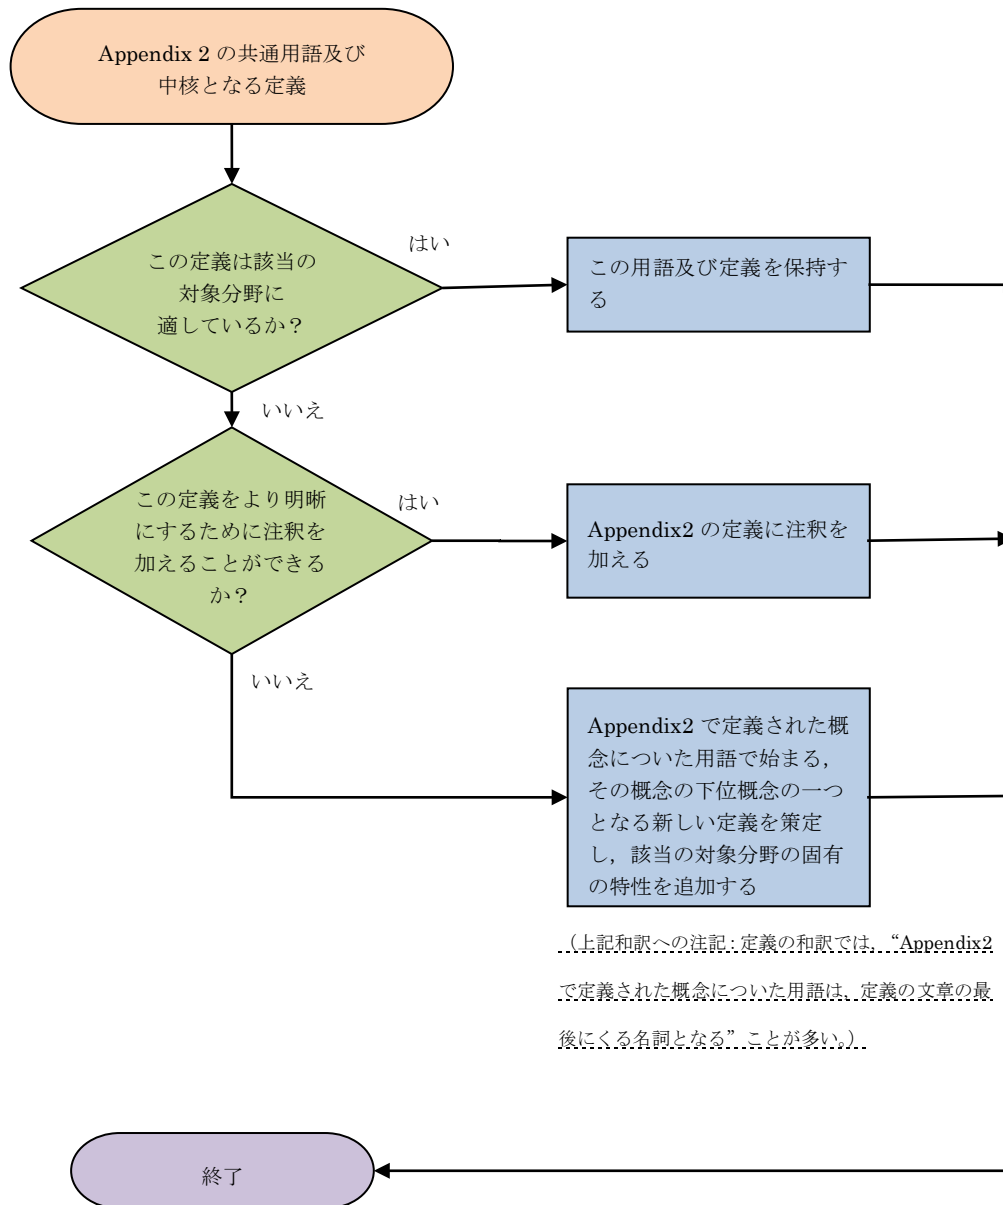 Appendix 2 の共通用語及び
中核となる定義
この定義は該当の
対象分野に
適しているか？
はい
この用語及び定義を保持す
る
いいえ
この定義をより明晰
にするために注釈を
加えることができる
か？
はい
Appendix2 の定義に注釈を
加える
いいえ
Appendix2 で定義された概
念についた用語で始まる，
その概念の下位概念の一つ
となる新しい定義を策定
し，該当の対象分野の固有
の特性を追加する
（上記和訳への注記：定義の和訳では，“Appendix2
で定義された概念についた用語は，定義の文章の最
後にくる名詞となる”ことが多い。）
終了